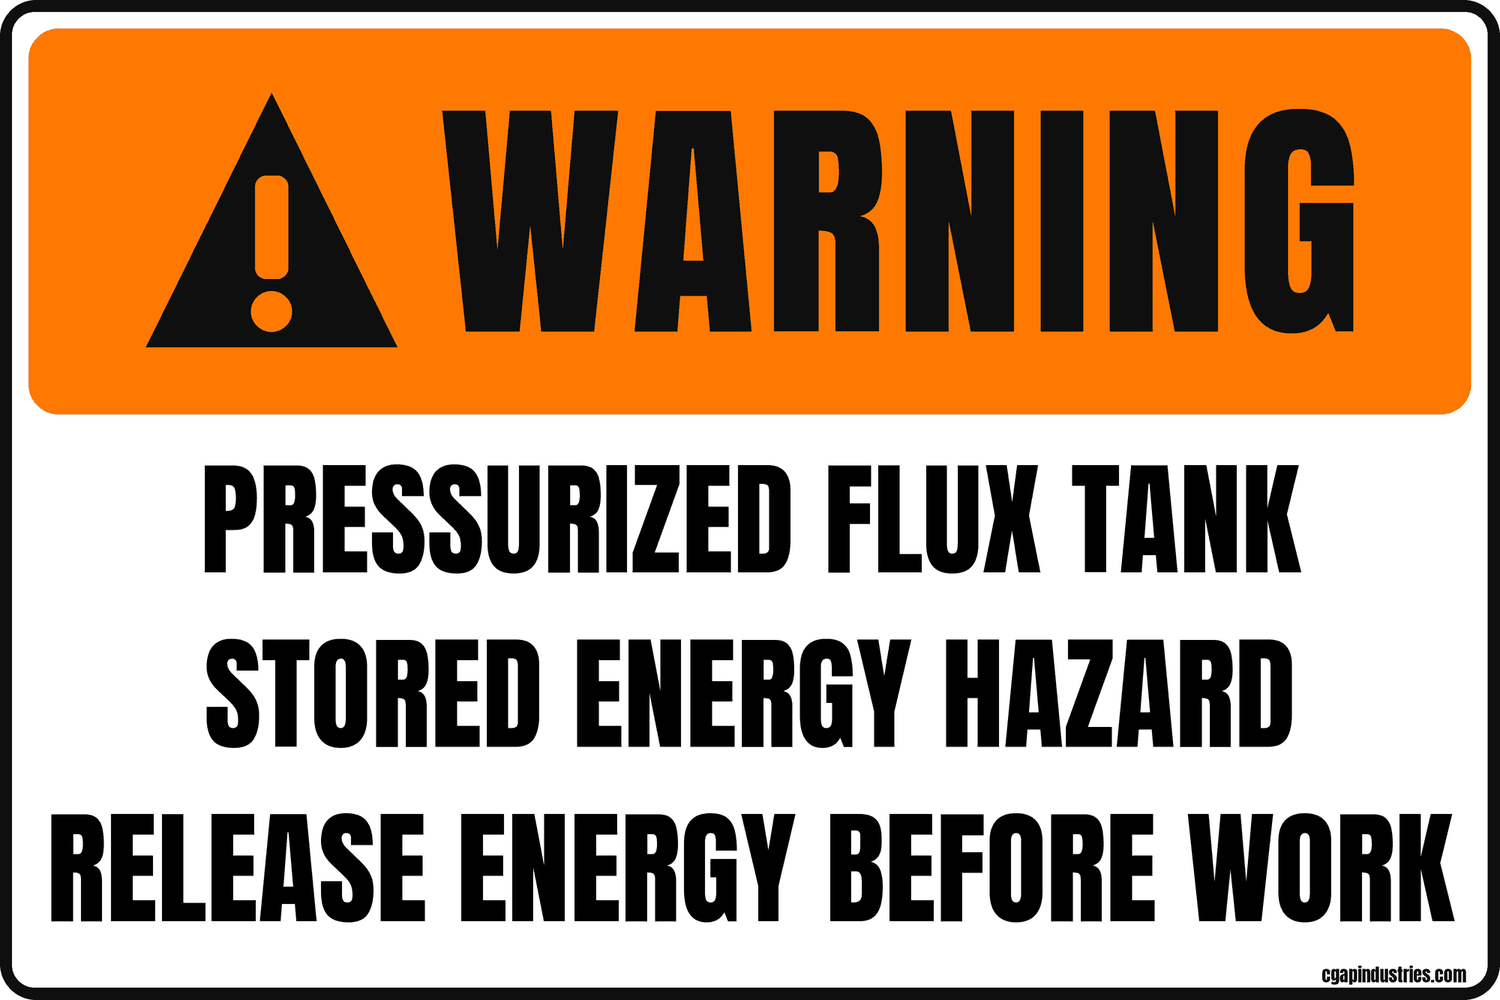 WARNING
PRESSURIZED FLUX TANK
STORED ENERGY HAZARD
RELEASE ENERGY BEFORE WORK
cgapindustries.com